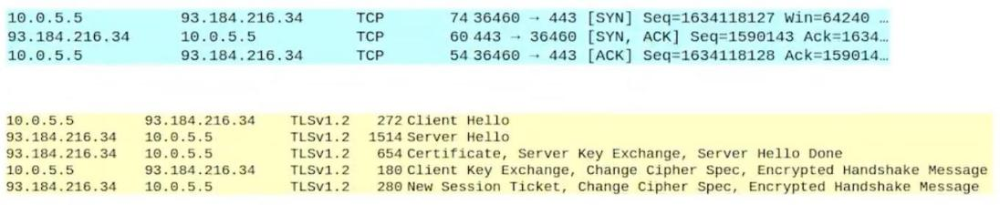 10.0.5.5 93.184.216.34 TCP 74 36460 → 443 [SYN] Seq=1634118127 Win=64240 …
93.184.216.34 10.0.5.5 TCP 60 443 → 36460 [SYN, ACK] Seq=1590143 Ack=1634…
10.0.5.5 93.184.216.34 TCP 54 36460 → 443 [ACK] Seq=1634118128 Ack=159014…
10.0.5.5 93.184.216.34 TLSv1.2 272 Client Hello
93.184.216.34 10.0.5.5 TLSv1.2 1514 Server Hello
93.184.216.34 10.0.5.5 TLSv1.2 654 Certificate, Server Key Exchange, Server Hello Done
10.0.5.5 93.184.216.34 TLSv1.2 180 Client Key Exchange, Change Cipher Spec, Encrypted Handshake Message
93.184.216.34 10.0.5.5 TLSv1.2 280 New Session Ticket, Change Cipher Spec, Encrypted Handshake Message